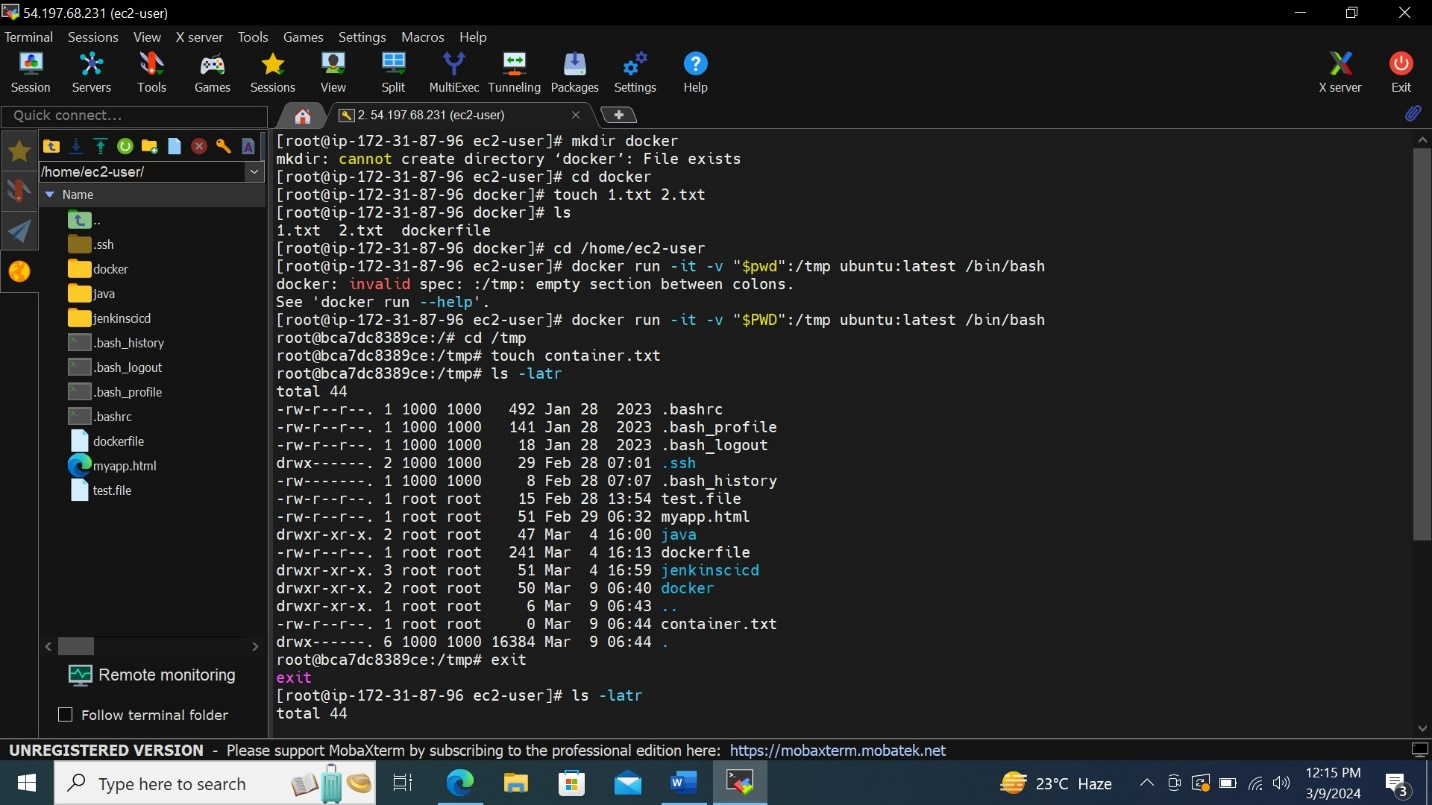 54.197.68.231 (ec2-user)
Terminal Sessions View X server Tools Games Settings Macros Help
Session Servers Tools Games Sessions View Split MultiExec Tunneling Packages Settings Help X server Exit
Quick connect...
2. 54.197.68.231 (ec2-user)
/home/ec2-user/
Name
..
.ssh
docker
java
jenkinscicd
.bash_history
.bash_logout
.bash_profile
.bashrc
dockerfile
myapp.html
test.file
Remote monitoring
Follow terminal folder
[root@ip-172-31-87-96 ec2-user]# mkdir docker
mkdir: cannot create directory ‘docker’: File exists
[root@ip-172-31-87-96 ec2-user]# cd docker
[root@ip-172-31-87-96 docker]# touch 1.txt 2.txt
[root@ip-172-31-87-96 docker]# ls
1.txt  2.txt  dockerfile
[root@ip-172-31-87-96 docker]# cd /home/ec2-user
[root@ip-172-31-87-96 ec2-user]# docker run -it -v "$pwd":/tmp ubuntu:latest /bin/bash
docker: invalid spec: :/tmp: empty section between colons.
See 'docker run --help'.
[root@ip-172-31-87-96 ec2-user]# docker run -it -v "$PWD":/tmp ubuntu:latest /bin/bash
root@bca7dc8389ce:/# cd /tmp
root@bca7dc8389ce:/tmp# touch container.txt
root@bca7dc8389ce:/tmp# ls -latr
total 44
-rw-r--r--. 1 1000 1000   492 Jan 28  2023 .bashrc
-rw-r--r--. 1 1000 1000   141 Jan 28  2023 .bash_profile
-rw-r--r--. 1 1000 1000    18 Jan 28  2023 .bash_logout
drwx------. 2 1000 1000    29 Feb 28 07:01 .ssh
-rw-------. 1 1000 1000     8 Feb 28 07:07 .bash_history
-rw-r--r--. 1 root root    15 Feb 28 13:54 test.file
-rw-r--r--. 1 root root    51 Feb 29 06:32 myapp.html
drwxr-xr-x. 2 root root    47 Mar  4 16:00 java
-rw-r--r--. 1 root root   241 Mar  4 16:13 dockerfile
drwxr-xr-x. 3 root root    51 Mar  4 16:59 jenkinscicd
drwxr-xr-x. 2 root root    50 Mar  9 06:40 docker
drwxr-xr-x. 1 root root     6 Mar  9 06:43 ..
-rw-r--r--. 1 root root     0 Mar  9 06:44 container.txt
drwx------. 6 1000 1000 16384 Mar  9 06:44 .
root@bca7dc8389ce:/tmp# exit
exit
[root@ip-172-31-87-96 ec2-user]# ls -latr
total 44
UNREGISTERED VERSION - Please support MobaXterm by subscribing to the professional edition here: https://mobaxterm.mobatek.net
Type here to search
23°C Haze
12:15 PM
3/9/2024
3